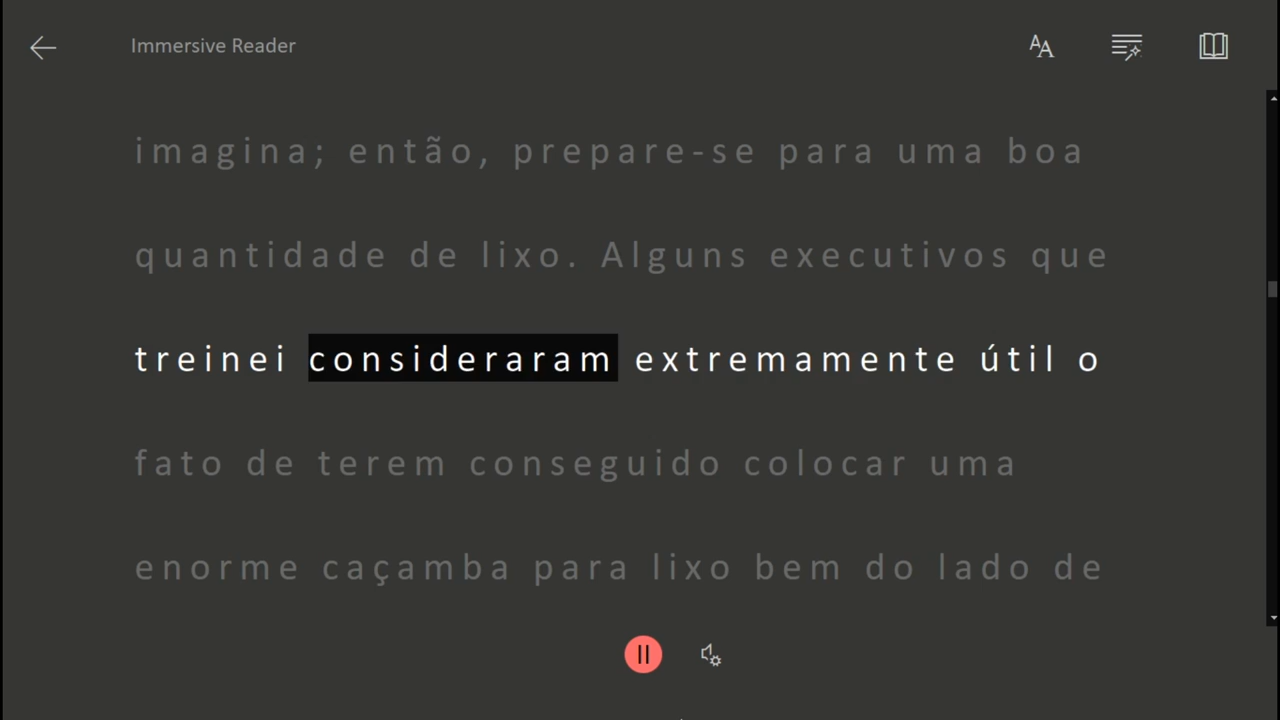 Immersive Reader
imagina; então, prepare-se para uma boa
quantidade de lixo. Alguns executivos que
treinei consideraram extremamente útil o
fato de terem conseguido colocar uma
enorme caçamba para lixo bem do lado de